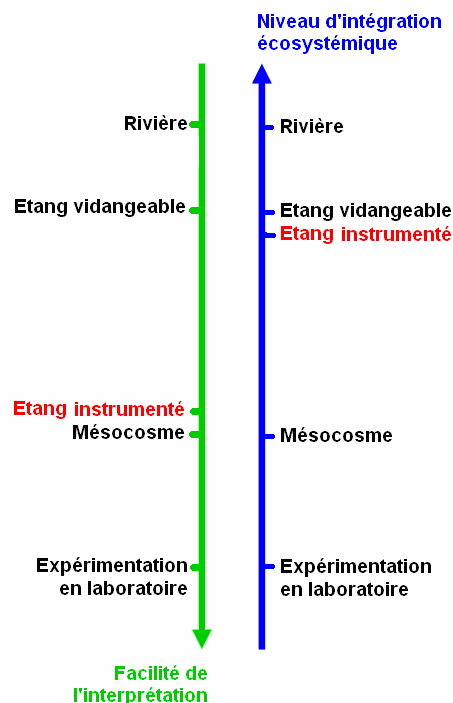 Niveau d'intégration
écosystémique
Rivière
Rivière
Etang vidangeable
Etang vidangeable
Etang instrumenté
Etang instrumenté
Mésocosme
Mésocosme
Expérimentation
en laboratoire
Expérimentation
en laboratoire
Facilité de
l'interprétation